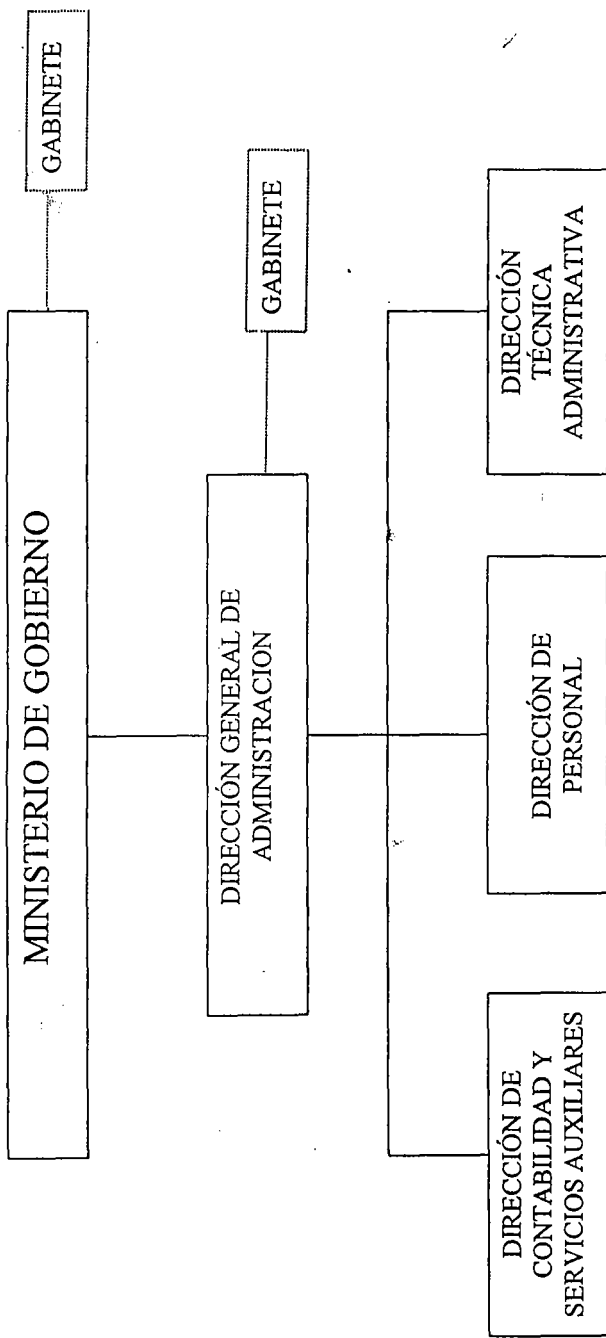 MINISTERIO DE GOBIERNO
GABINETE
DIRECCIÓN GENERAL DE
ADMINISTRACION
GABINETE
DIRECCIÓN DE
CONTABILIDAD Y
SERVICIOS AUXILIARES
DIRECCIÓN DE
PERSONAL
DIRECCIÓN
TÉCNICA
ADMINISTRATIVA